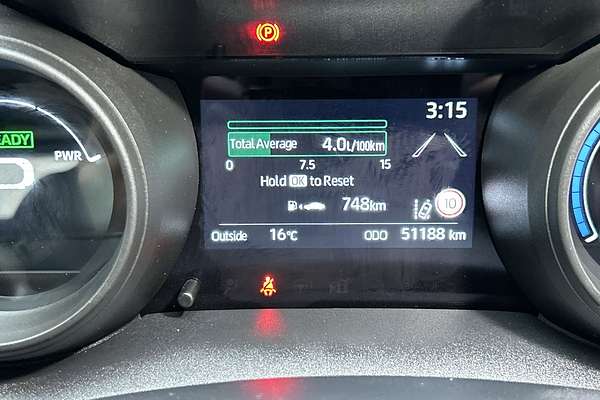 P
3:15
READY
PWR
Total Average 4.0L/100km
0 7.5 15
Hold OK to Reset
748km
10
Outside 16°C ODO 51188 km